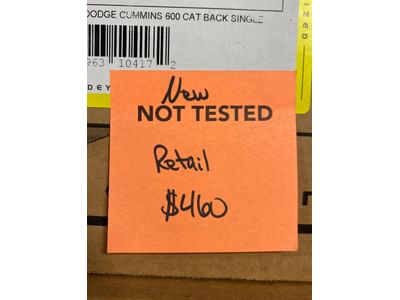 DODGE CUMMINS 600 CAT BACK SINGLE
963 10417 2
New
NOT TESTED
Retail
$460